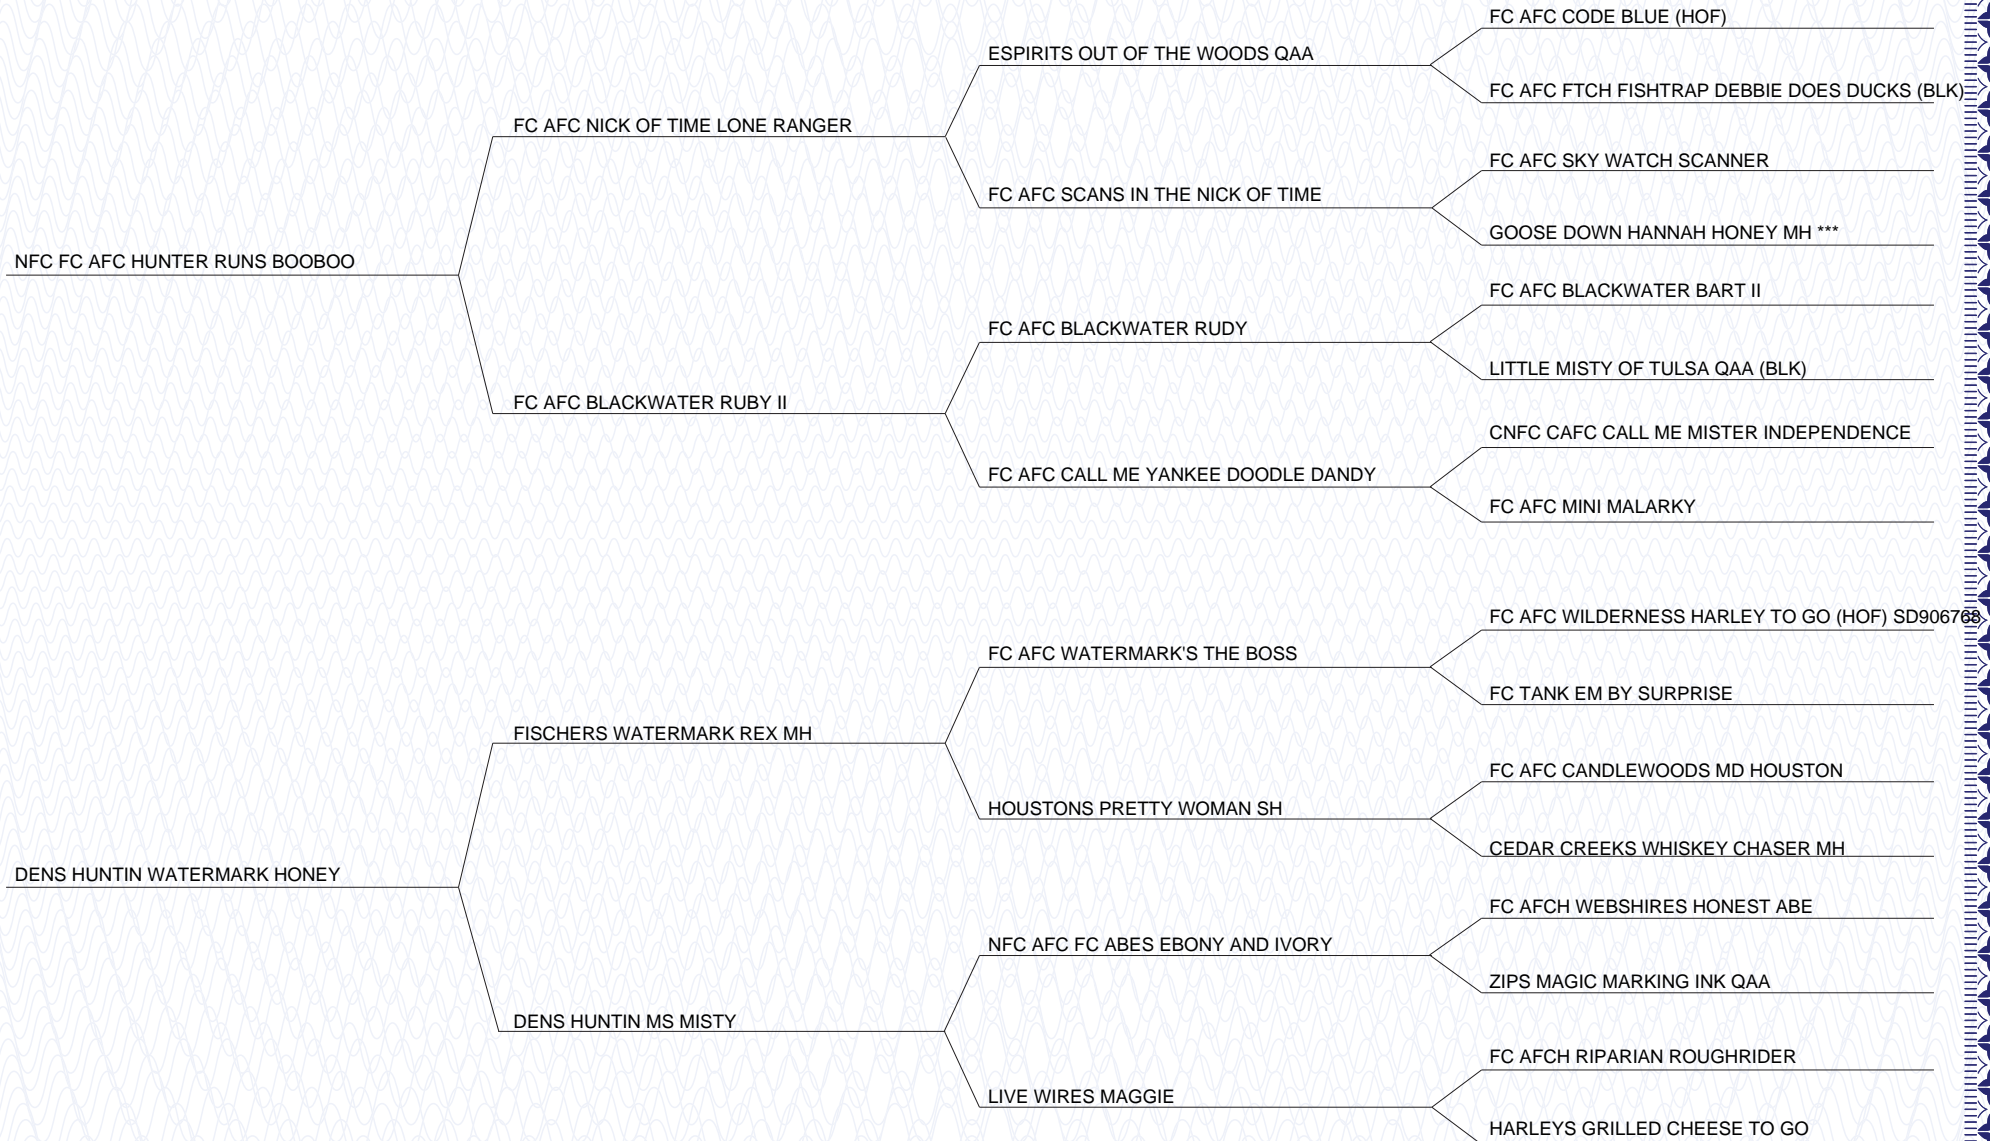 FC AFC CODE BLUE (HOF)
ESPIRITS OUT OF THE WOODS QAA
FC AFC FTCH FISHTRAP DEBBIE DOES DUCKS (BLK)
FC AFC NICK OF TIME LONE RANGER
FC AFC SKY WATCH SCANNER
FC AFC SCANS IN THE NICK OF TIME
GOOSE DOWN HANNAH HONEY MH ***
NFC FC AFC HUNTER RUNS BOOBOO
FC AFC BLACKWATER BART II
FC AFC BLACKWATER RUDY
LITTLE MISTY OF TULSA QAA (BLK)
FC AFC BLACKWATER RUBY II
CNFC CAFC CALL ME MISTER INDEPENDENCE
FC AFC CALL ME YANKEE DOODLE DANDY
FC AFC MINI MALARKY
FC AFC WILDERNESS HARLEY TO GO (HOF) SD906768
FC AFC WATERMARK'S THE BOSS
FC TANK EM BY SURPRISE
FISCHERS WATERMARK REX MH
FC AFC CANDLEWOODS MD HOUSTON
HOUSTONS PRETTY WOMAN SH
CEDAR CREEKS WHISKEY CHASER MH
DENS HUNTIN WATERMARK HONEY
FC AFCH WEBSHIRES HONEST ABE
NFC AFC FC ABES EBONY AND IVORY
ZIPS MAGIC MARKING INK QAA
DENS HUNTIN MS MISTY
FC AFCH RIPARIAN ROUGHRIDER
LIVE WIRES MAGGIE
HARLEYS GRILLED CHEESE TO GO